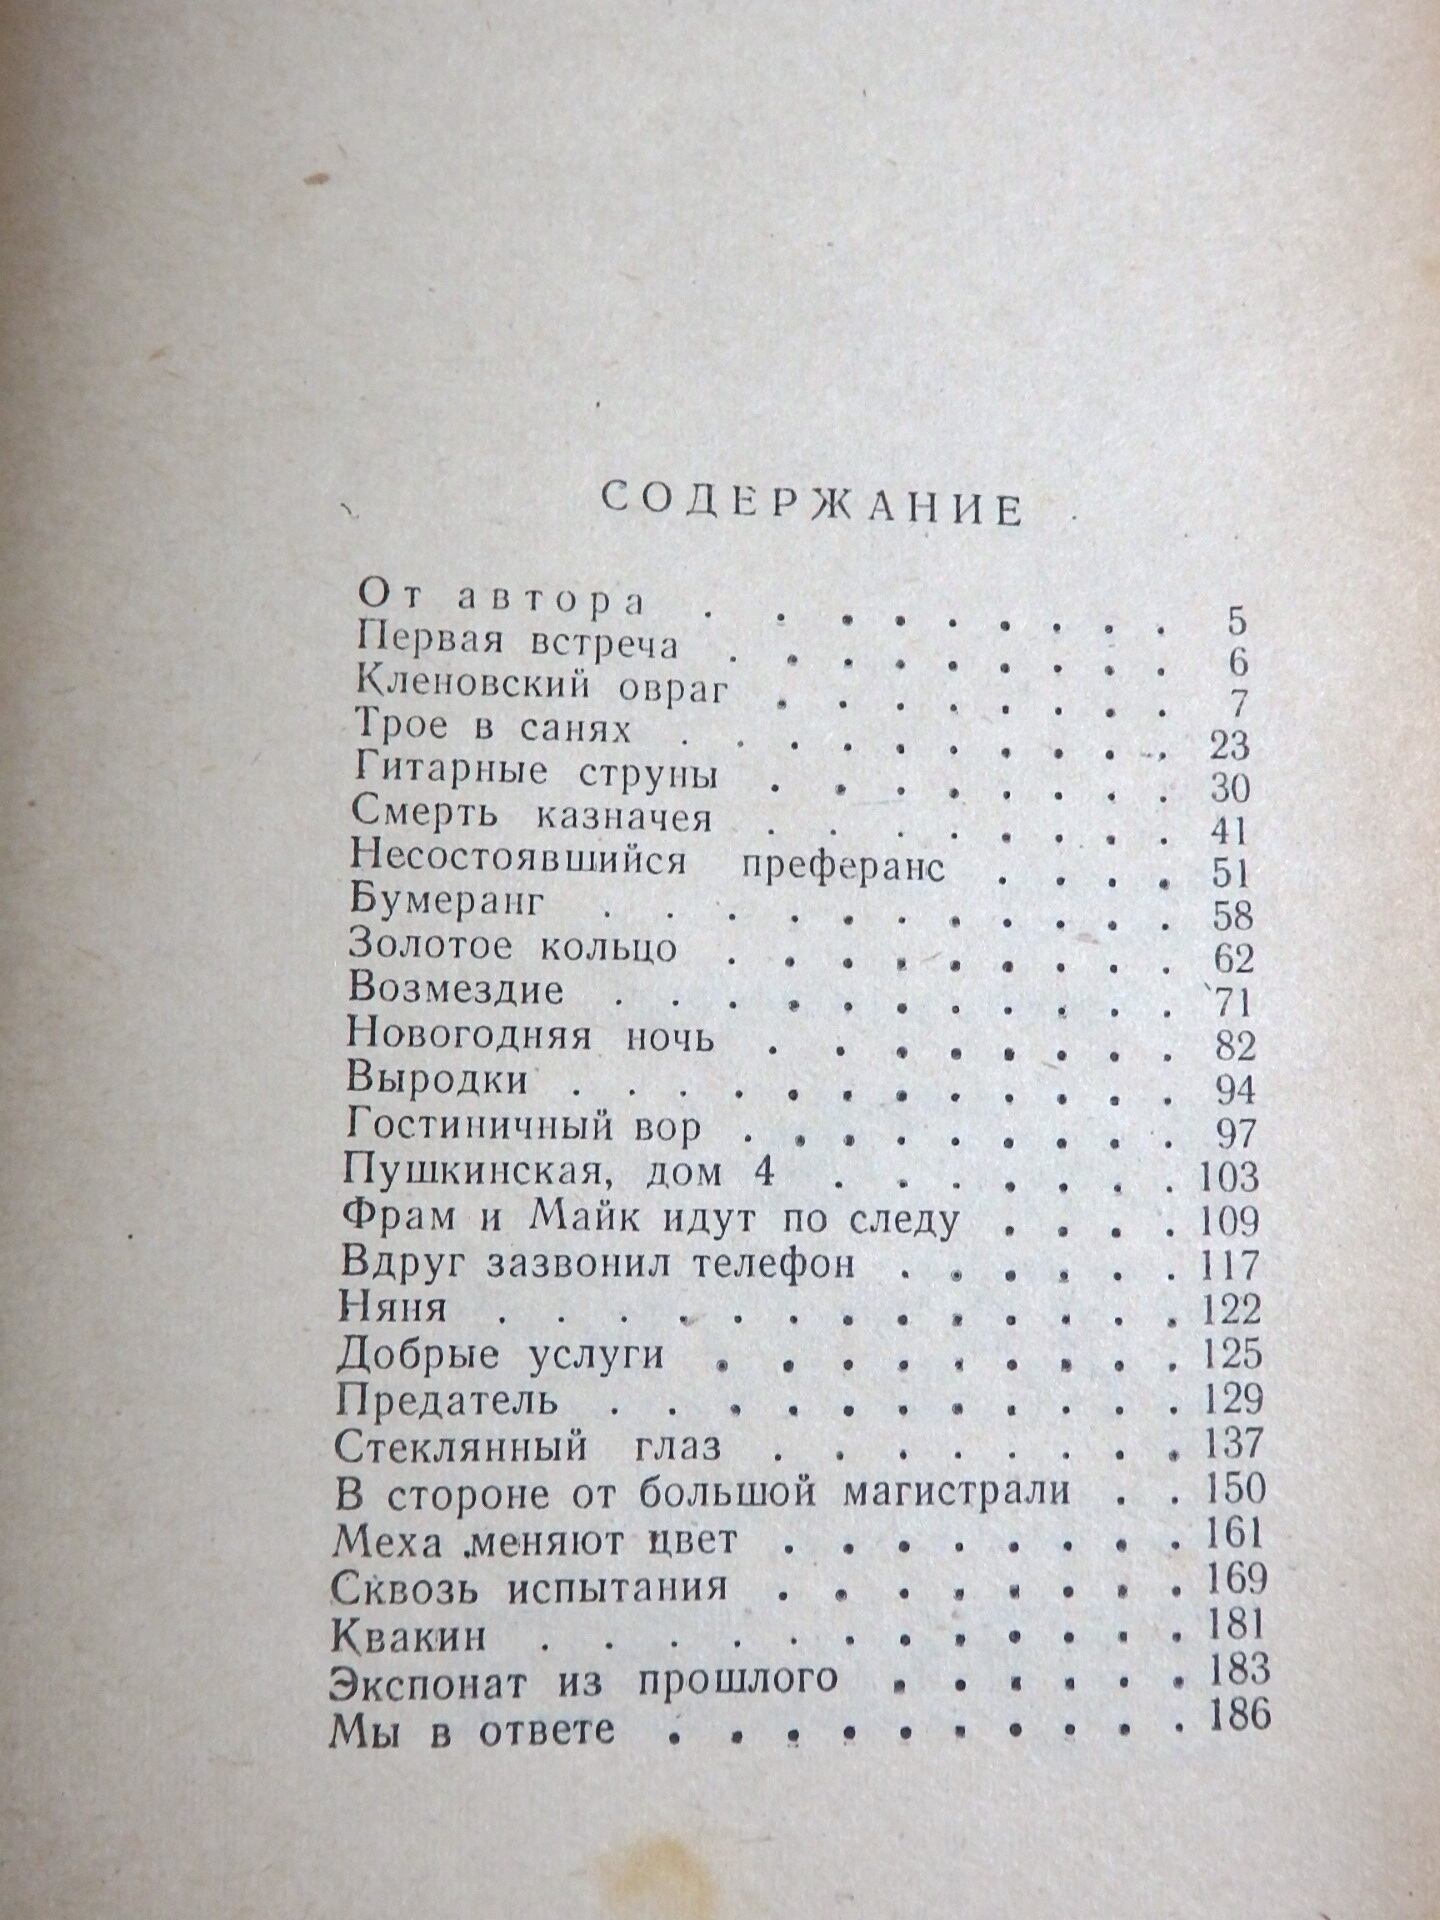 СОДЕРЖАНИЕ
От автора . . . . . . . . . 5
Первая встреча . . . . . . . . . 6
Кленовский овраг . . . . . . . . 7
Трое в санях . . . . . . . . . . 23
Гитарные струны . . . . . . . . 30
Смерть казначея . . . . . . . . 41
Несостоявшийся преферанс . . . . 51
Бумеранг . . . . . . . . . . . 58
Золотое кольцо . . . . . . . . . 62
Возмездие . . . . . . . . . . . 71
Новогодняя ночь . . . . . . . . 82
Выродки . . . . . . . . . . . . 94
Гостиничный вор . . . . . . . . . 97
Пушкинская, дом 4 . . . . . . . 103
Фрам и Майк идут по следу . . . . 109
Вдруг зазвонил телефон . . . . . . 117
Няня . . . . . . . . . . . . . 122
Добрые услуги . . . . . . . . . 125
Предатель . . . . . . . . . . . 129
Стеклянный глаз . . . . . . . . 137
В стороне от большой магистрали . . 150
Меха меняют цвет . . . . . . . . 161
Сквозь испытания . . . . . . . . 169
Квакин . . . . . . . . . . . . 181
Экспонат из прошлого . . . . . . 183
Мы в ответе . . . . . . . . . . 186